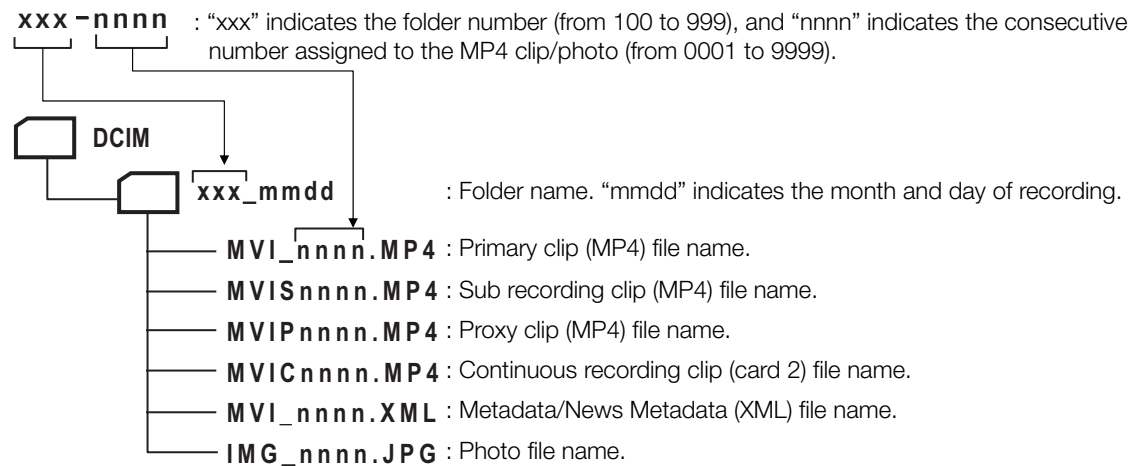 xxx-nnnn : “xxx” indicates the folder number (from 100 to 999), and “nnnn” indicates the consecutive
number assigned to the MP4 clip/photo (from 0001 to 9999).
DCIM
xxx_mmdd : Folder name. “mmdd” indicates the month and day of recording.
MVI_nnnn.MP4 : Primary clip (MP4) file name.
MVISnnnn.MP4 : Sub recording clip (MP4) file name.
MVIPnnnn.MP4 : Proxy clip (MP4) file name.
MVICnnnn.MP4 : Continuous recording clip (card 2) file name.
MVI_nnnn.XML : Metadata/News Metadata (XML) file name.
IMG_nnnn.JPG : Photo file name.